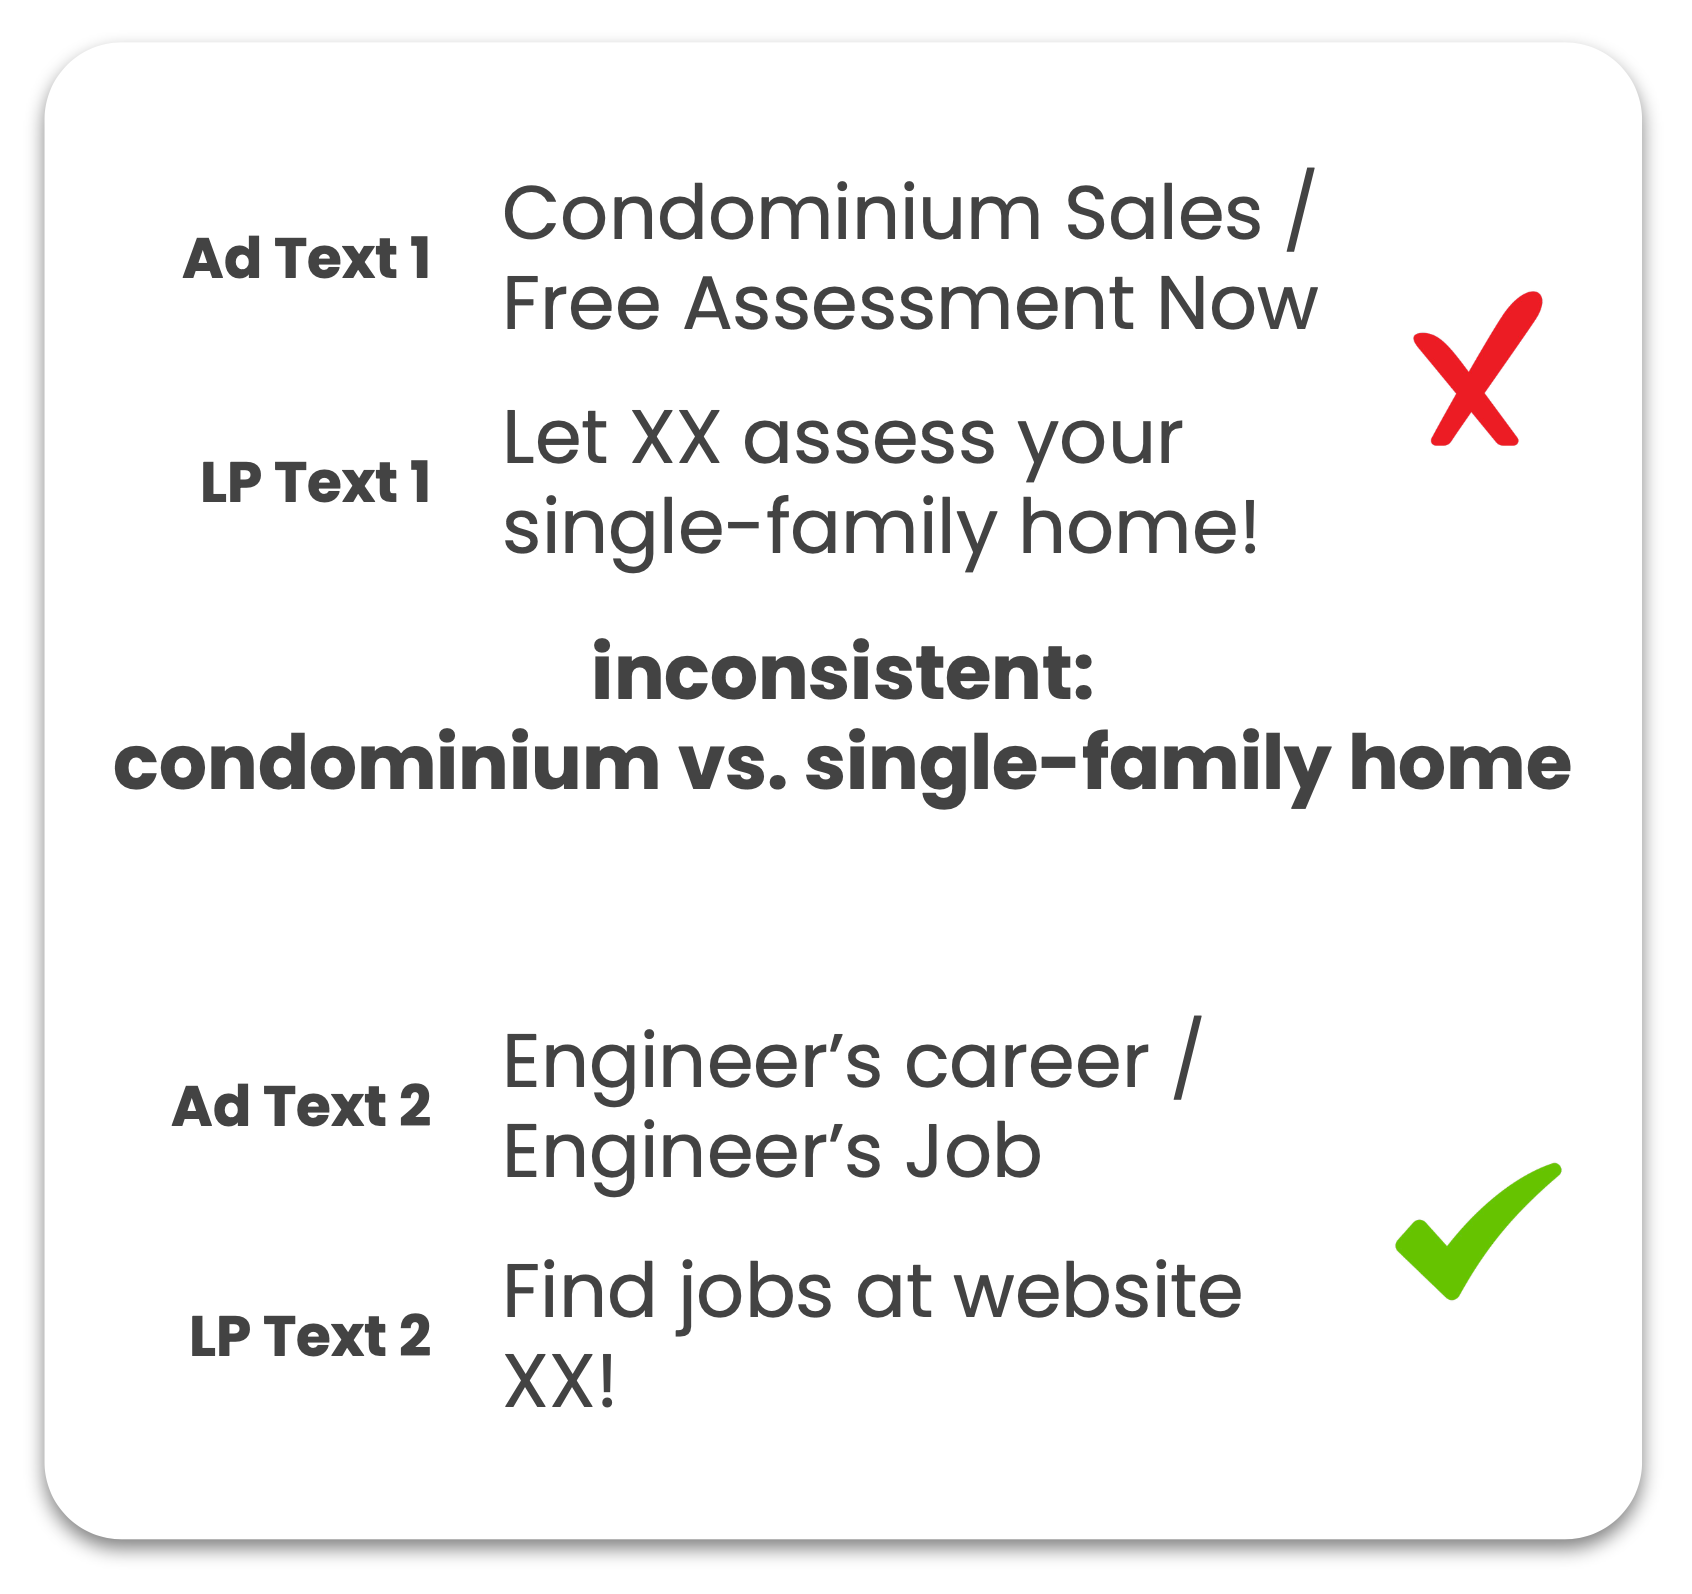 Ad Text 1
Condominium Sales /
Free Assessment Now
LP Text 1
Let XX assess your
single-family home!
inconsistent:
condominium vs. single-family home
Ad Text 2
Engineer’s career /
Engineer’s Job
LP Text 2
Find jobs at website
XX!